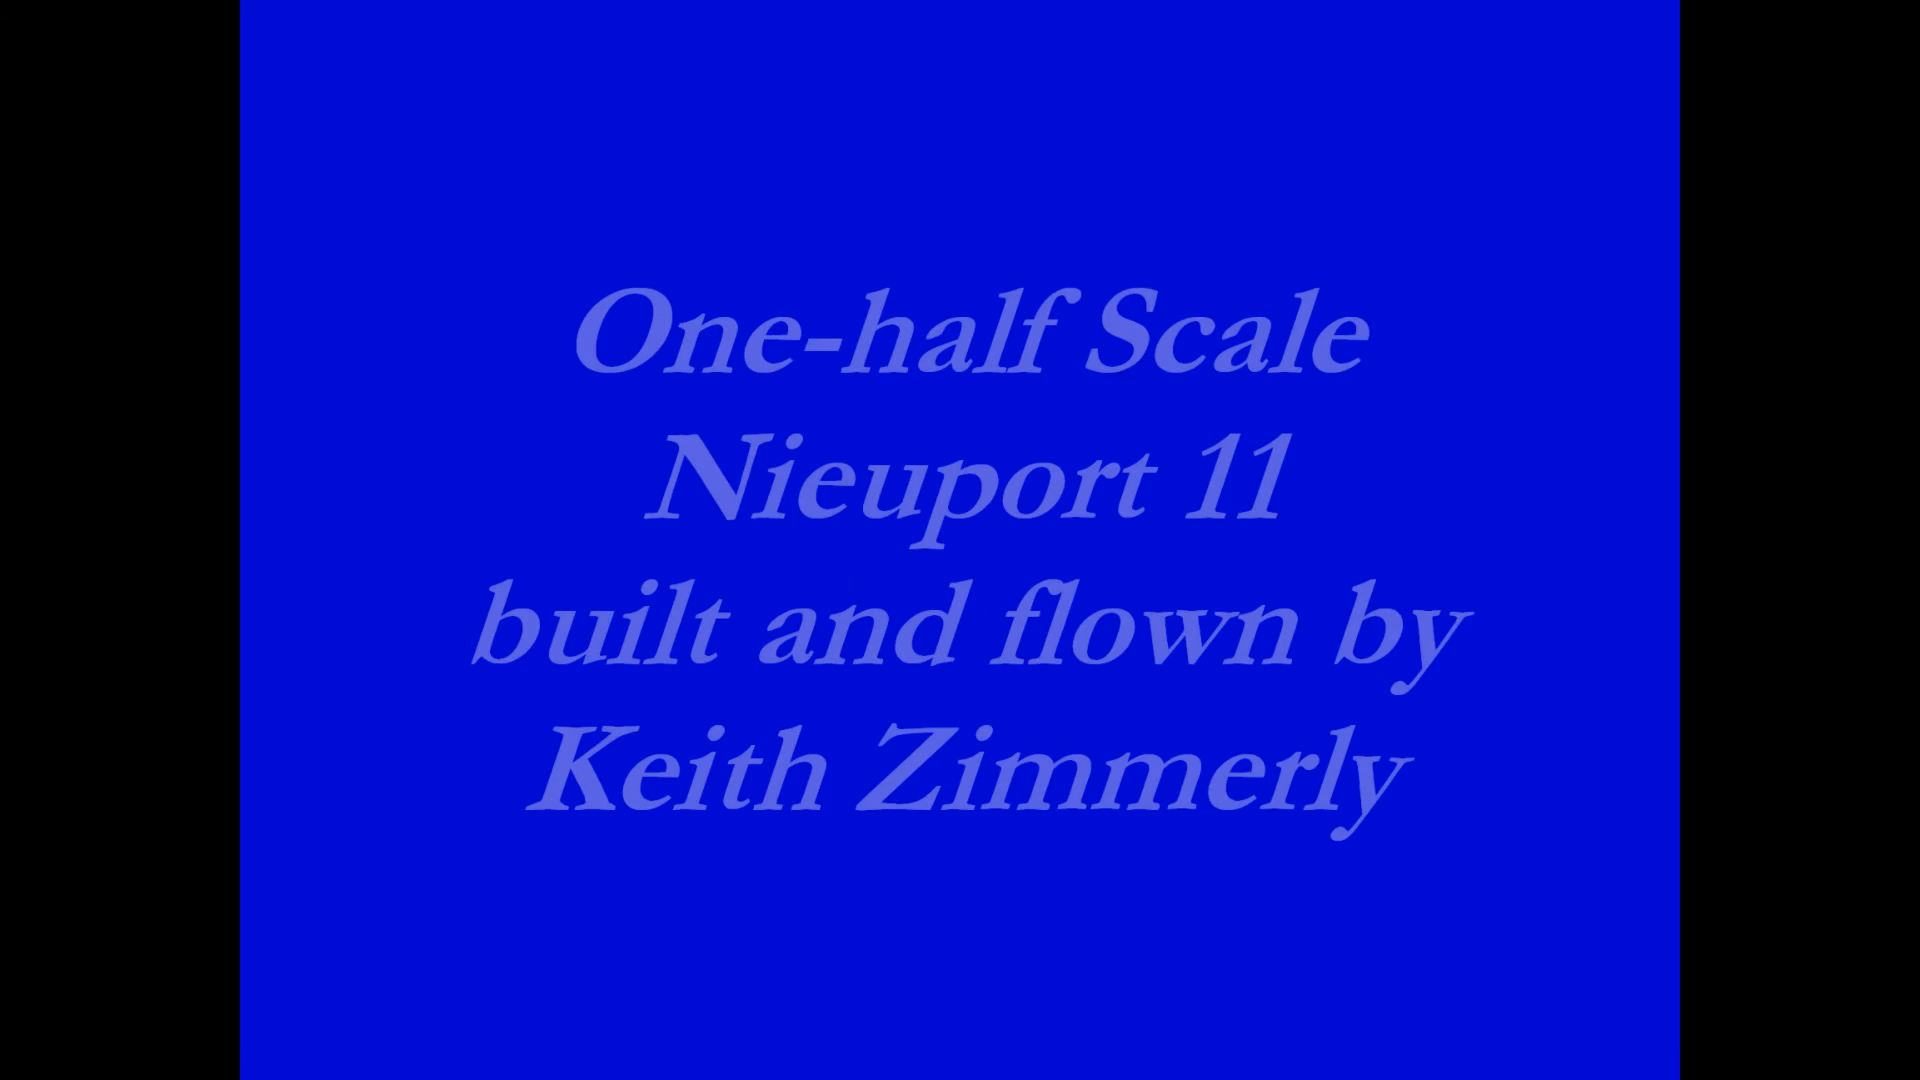 One-half Scale
Nieuport 11
built and flown by
Keith Zimmerly